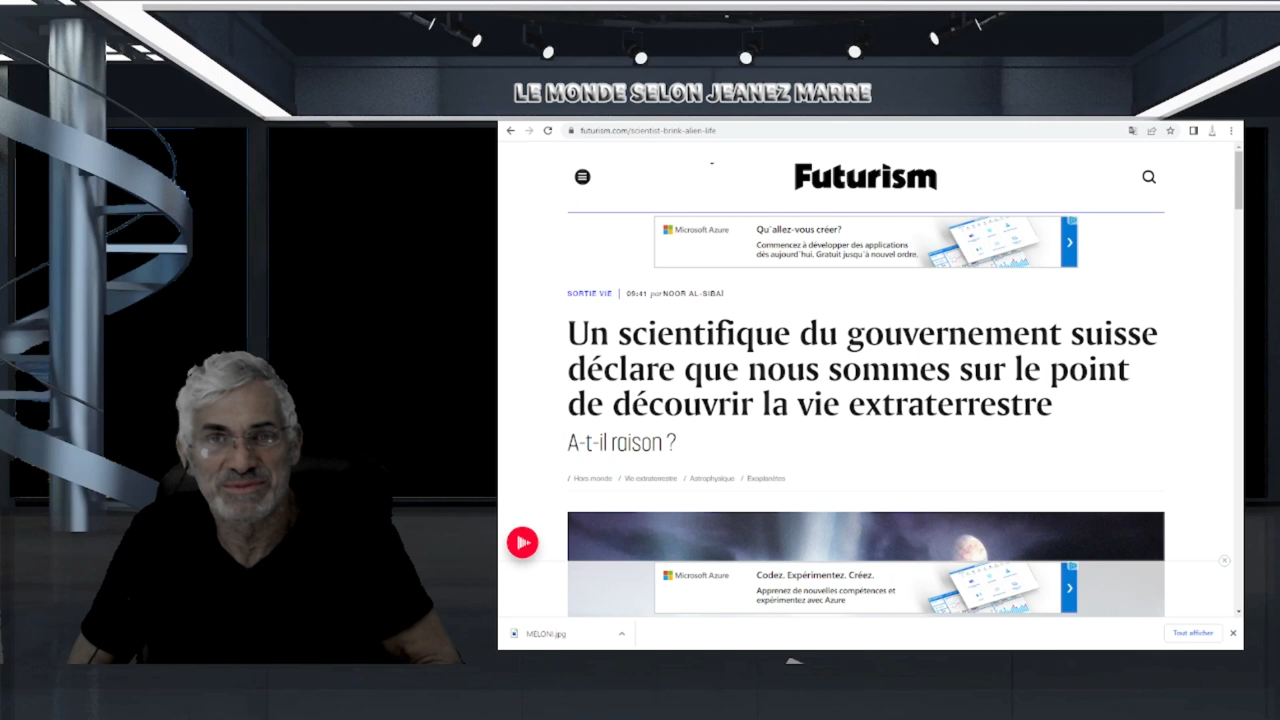 LE MONDE SELON JEANEZ MARRE
futurism.com/scientist-brink-alien-life
Futurism
Microsoft Azure
Qu'allez-vous créer?
Commencez à développer des applications
dès aujourd'hui. Gratuit jusqu'à nouvel ordre.
SORTIE VIE | 09:41 par NOOR AL-SIBAÏ
Un scientifique du gouvernement suisse
déclare que nous sommes sur le point
de découvrir la vie extraterrestre
A-t-il raison ?
/ Hors monde / Vie extraterrestre / Astrophysique / Exoplanètes
Microsoft Azure
Codez. Expérimentez. Créez.
Apprenez de nouvelles compétences et
expérimentez avec Azure
MELONI.jpg
Tout afficher